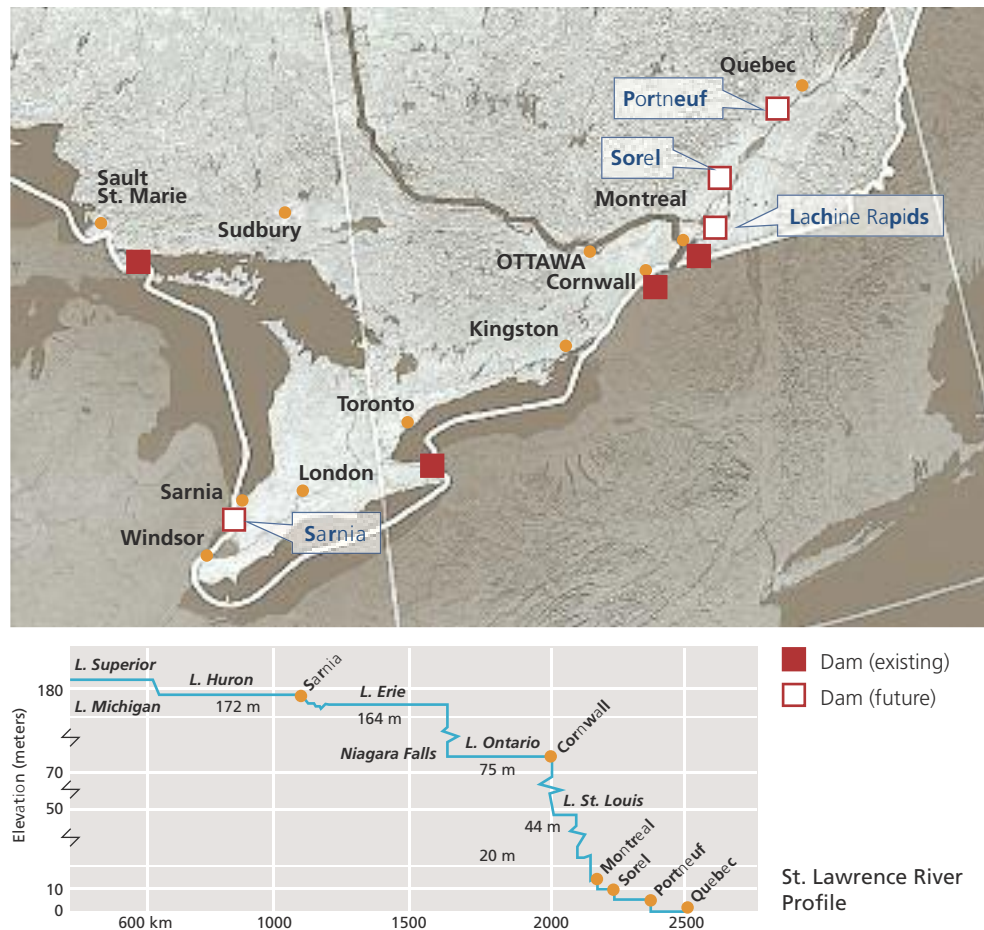 Quebec
Portneuf
Sorel
Sault
St. Marie
Montreal
Sudbury
Lachine Rapids
OTTAWA
Cornwall
Kingston
Toronto
London
Sarnia
Sarnia
Windsor
L. Superior
L. Huron
Sarnia
L. Erie
180
L. Michigan
172 m
164 m
Cornwall
Niagara Falls
L. Ontario
75 m
70
Elevation (meters)
50
L. St. Louis
44 m
20 m
Montreal
Sorel
Portneuf
Quebec
10
0
600 km
1000
1500
2000
2500
Dam (existing)
Dam (future)
St. Lawrence River
Profile